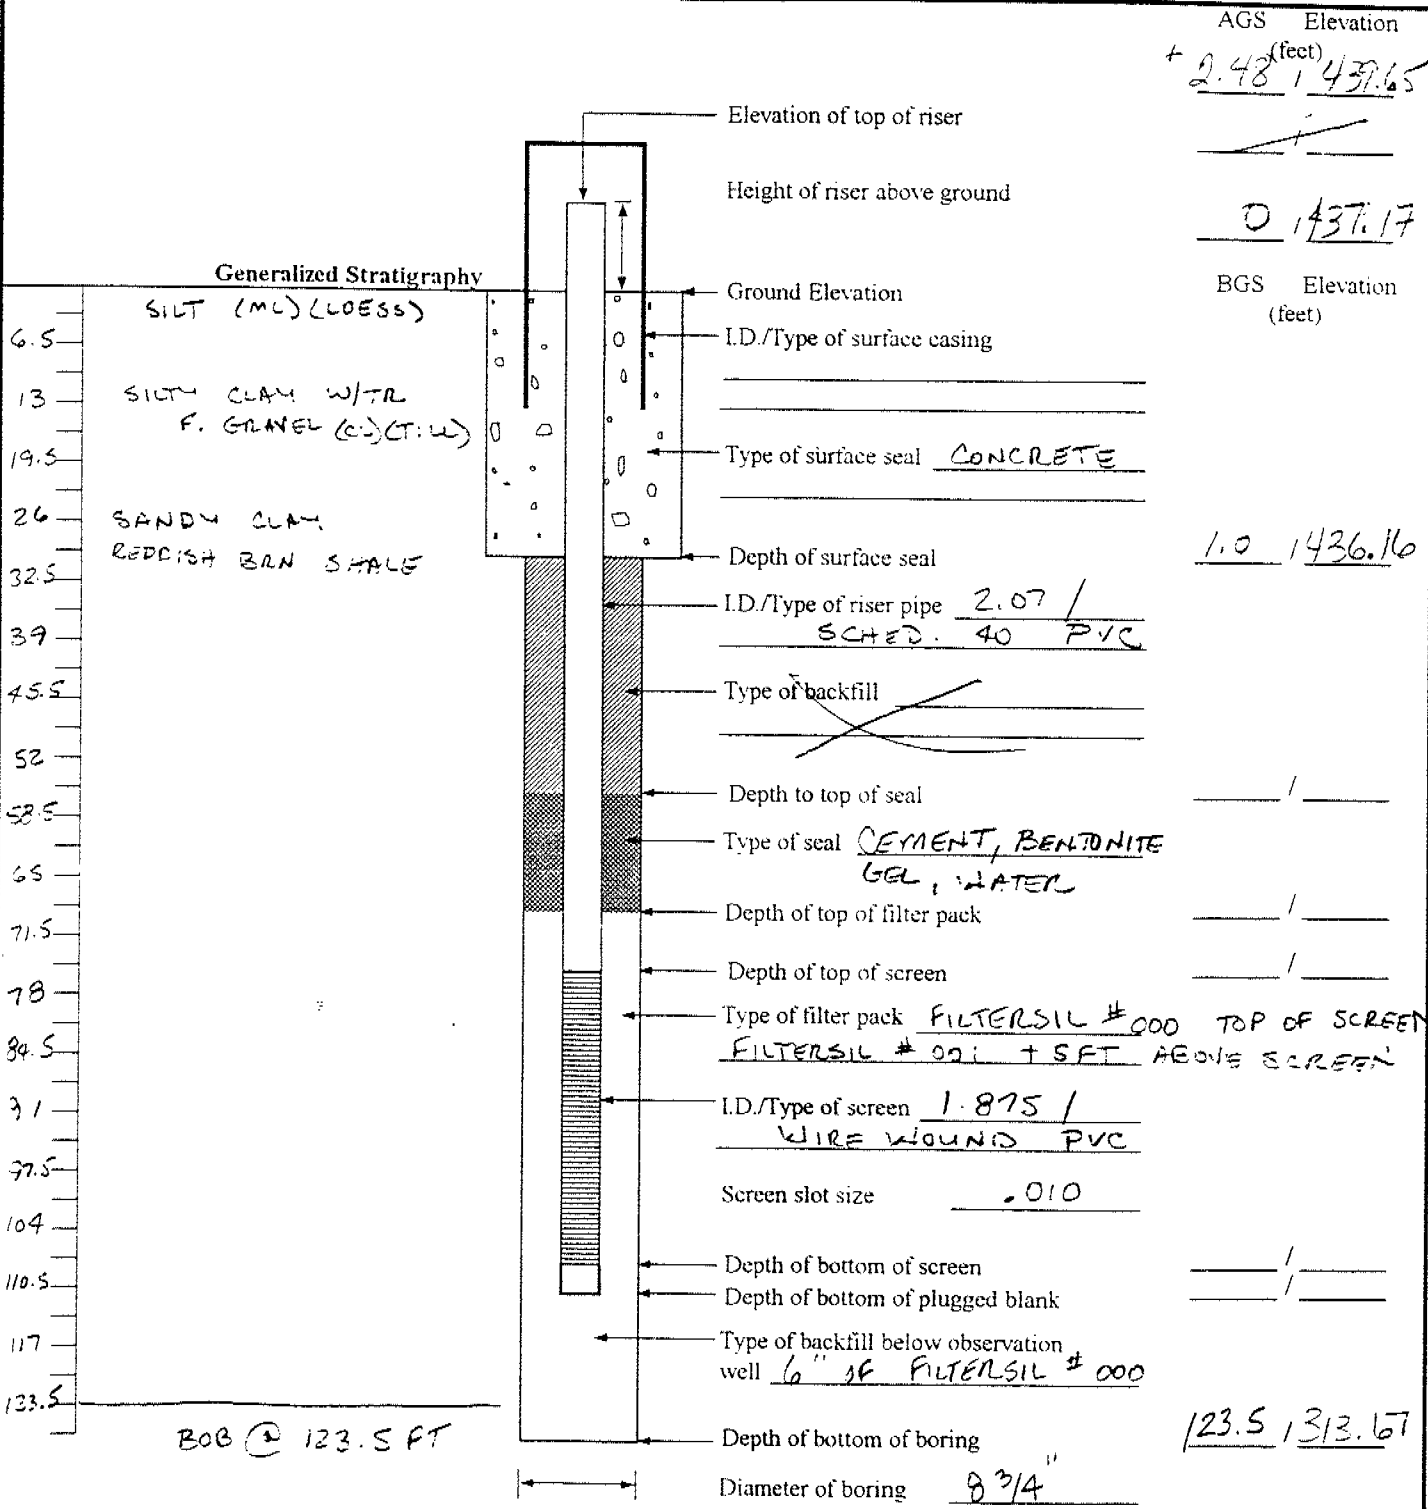 AGS Elevation
(feet)
+ 2.48 / 439.65
Elevation of top of riser
/
Height of riser above ground
0 / 437.17
Generalized Stratigraphy
Ground Elevation
BGS Elevation
(feet)
SILT (ML) (LOESS)
I.D./Type of surface casing
6.5
13
SILTY CLAY W/TR
F. GRAVEL (CL) (TILL)
Type of surface seal CONCRETE
19.5
26
SANDY CLAY
REDDISH BRN SHALE
Depth of surface seal 1.0 / 436.16
32.5
I.D./Type of riser pipe 2.07 /
SCHED. 40 PVC
39
45.5
Type of backfill
52
Depth to top of seal /
58.5
Type of seal CEMENT, BENTONITE
GEL, WATER
65
Depth of top of filter pack /
71.5
Depth of top of screen /
78
Type of filter pack FILTERSIL # 000 TOP OF SCREEN
FILTERSIL # 001 + 5FT ABOVE SCREEN
84.5
I.D./Type of screen 1.875 /
WIRE WOUND PVC
91
97.5
Screen slot size .010
104
Depth of bottom of screen /
110.5
Depth of bottom of plugged blank /
117
Type of backfill below observation
well 6" OF FILTERSIL # 000
123.5
BOB @ 123.5 FT
Depth of bottom of boring 123.5 / 313.67
Diameter of boring 8 3/4"